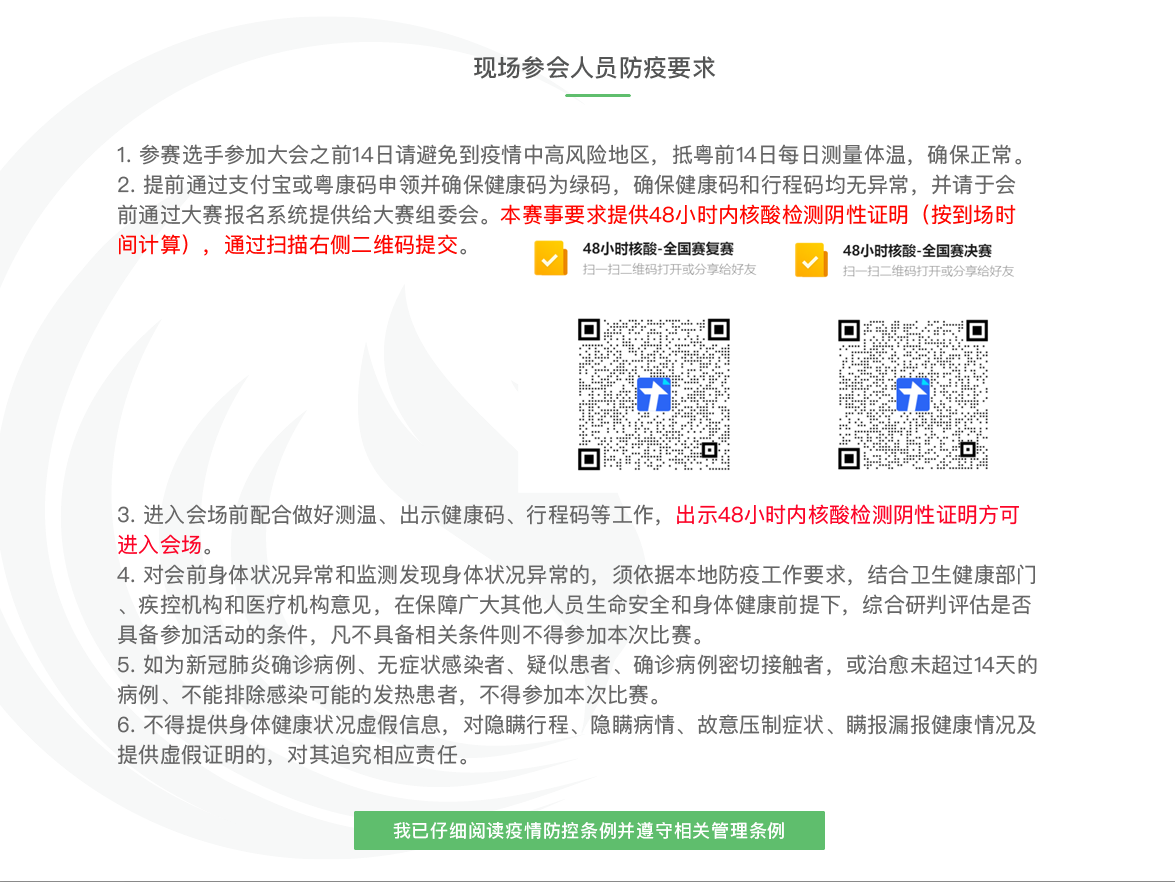 现场参会人员防疫要求
1. 参赛选手参加大会之前14日请避免到疫情中高风险地区，抵粤前14日每日测量体温，确保正常。
2. 提前通过支付宝或粤康码申领并确保健康码为绿码，确保健康码和行程码均无异常，并请于会
前通过大赛报名系统提供给大赛组委会。本赛事要求提供48小时内核酸检测阴性证明（按到场时
间计算），通过扫描右侧二维码提交。
48小时核酸-全国赛复赛
扫一扫二维码打开或分享给好友
48小时核酸-全国赛决赛
扫一扫二维码打开或分享给好友
3. 进入会场前配合做好测温、出示健康码、行程码等工作，出示48小时内核酸检测阴性证明方可
进入会场。
4. 对会前身体状况异常和监测发现身体状况异常的，须依据本地防疫工作要求，结合卫生健康部门
、疾控机构和医疗机构意见，在保障广大其他人员生命安全和身体健康前提下，综合研判评估是否
具备参加活动的条件，凡不具备相关条件则不得参加本次比赛。
5. 如为新冠肺炎确诊病例、无症状感染者、疑似患者、确诊病例密切接触者，或治愈未超过14天的
病例、不能排除感染可能的发热患者，不得参加本次比赛。
6. 不得提供身体健康状况虚假信息，对隐瞒行程、隐瞒病情、故意压制症状、瞒报漏报健康情况及
提供虚假证明的，对其追究相应责任。
我已仔细阅读疫情防控条例并遵守相关管理条例